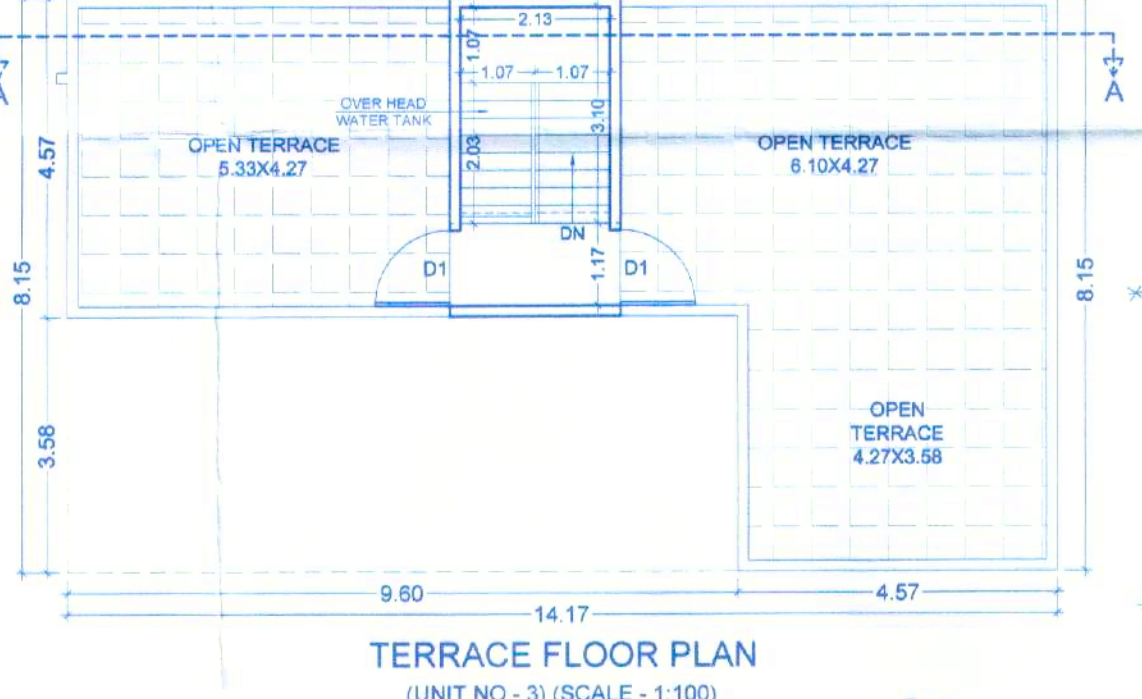 2.13
1.07
1.07
1.07
A
OVER HEAD
WATER TANK
3.10
A
OPEN TERRACE
5.33X4.27
2.03
OPEN TERRACE
6.10X4.27
4.57
DN
D1
1.17
D1
8.15
8.15
OPEN
TERRACE
4.27X3.58
3.58
9.60
4.57
14.17
TERRACE FLOOR PLAN
(UNIT NO - 3) (SCALE - 1:100)